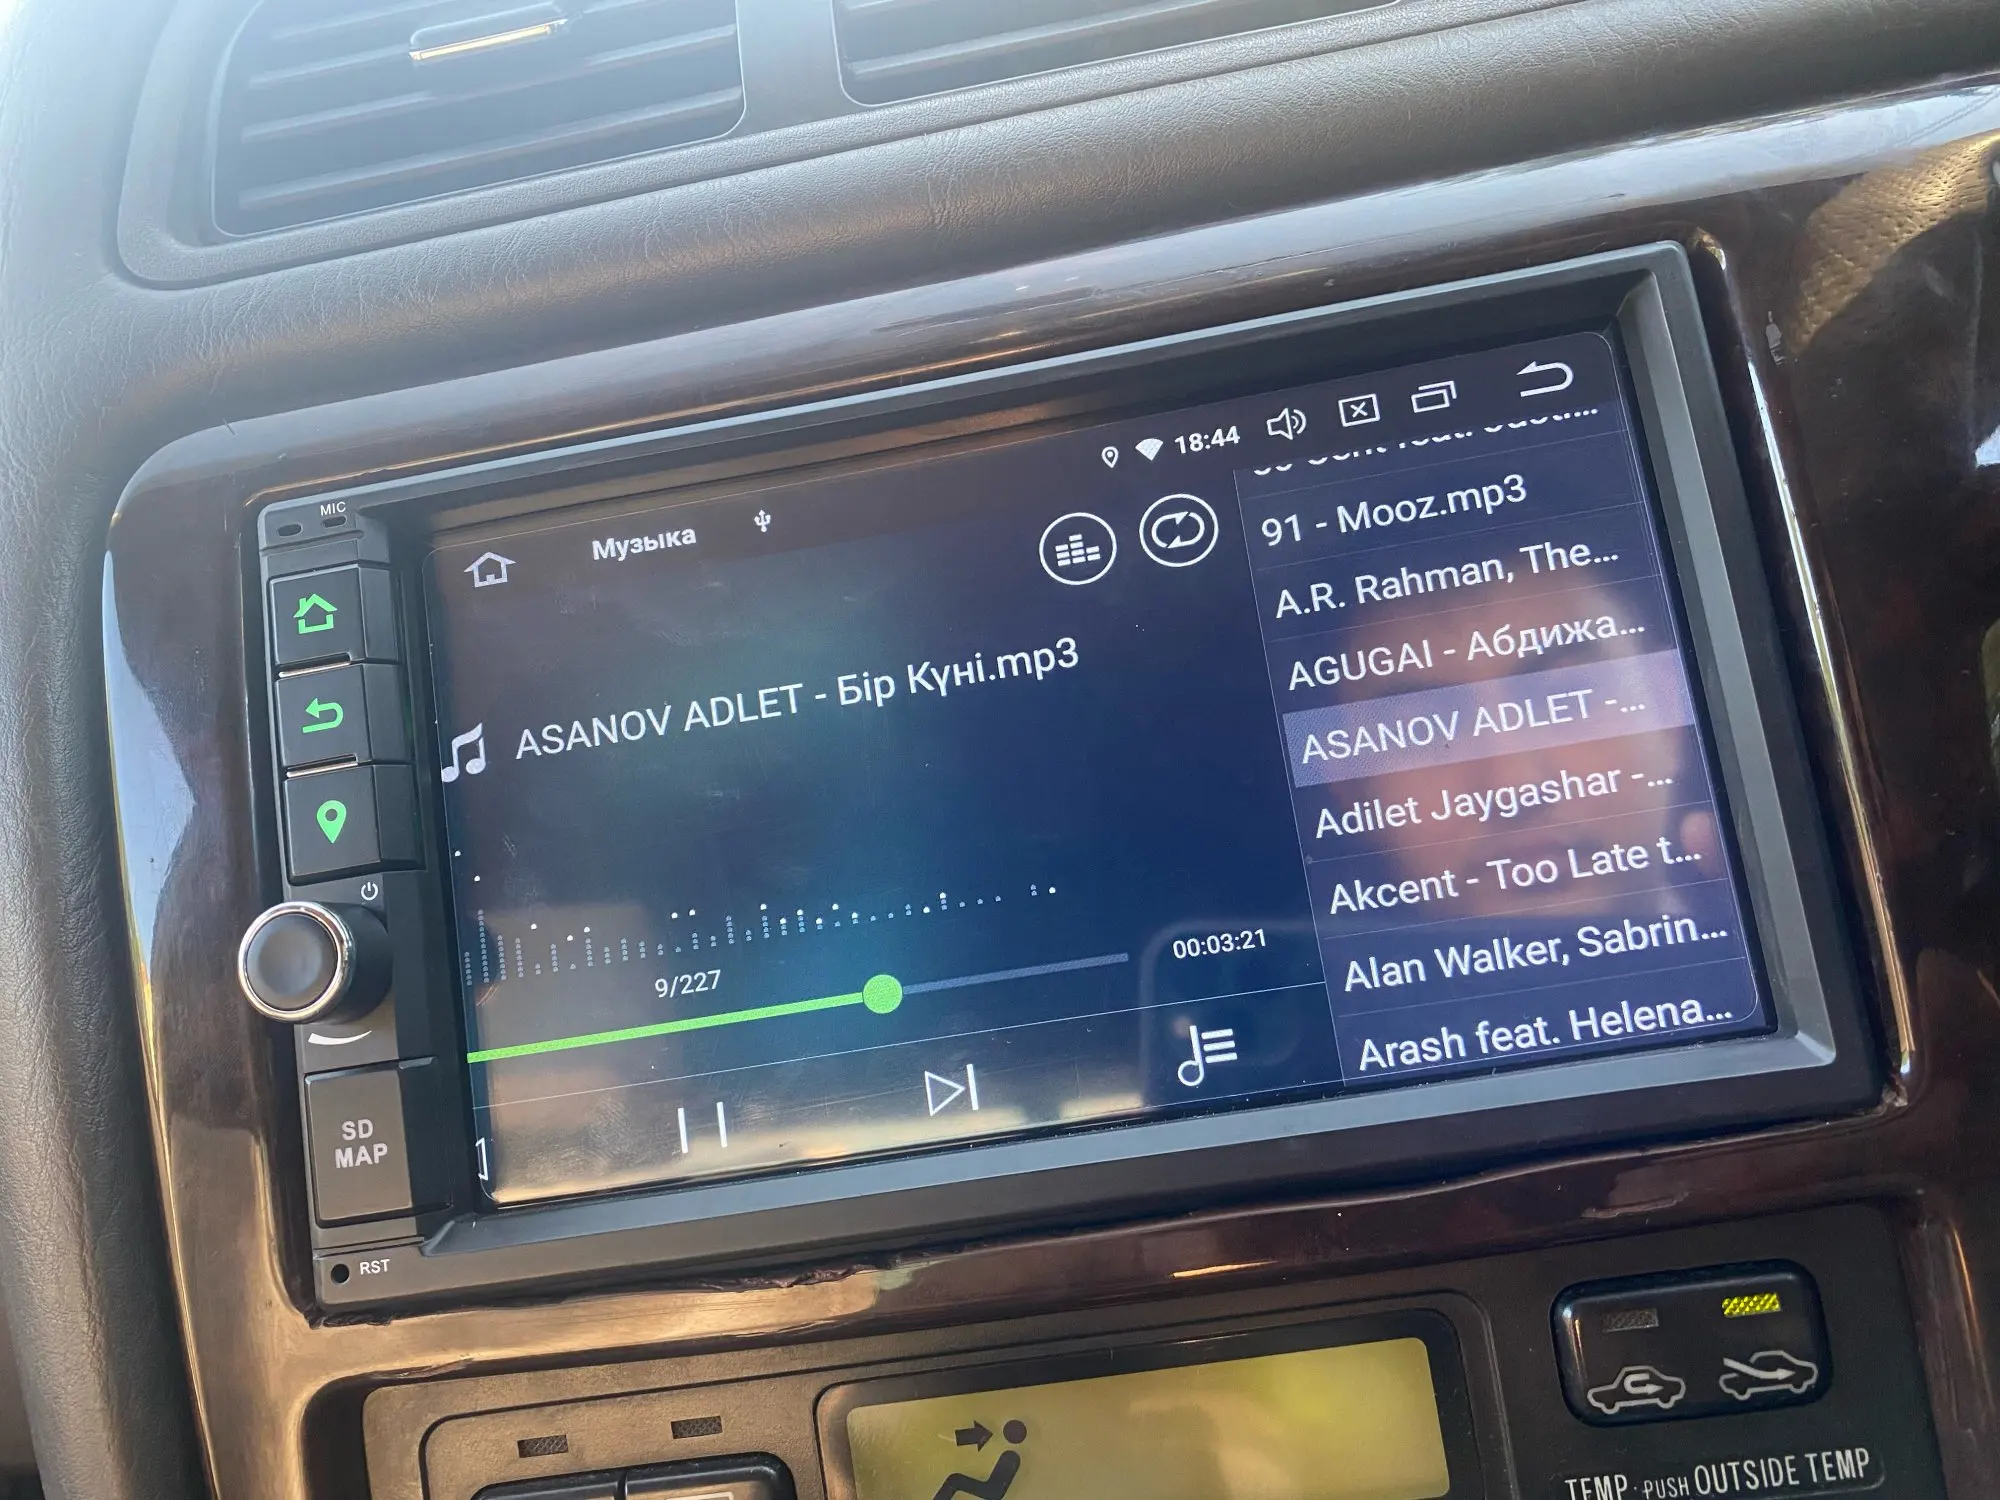 MIC
18:44
Музыка
ASANOV ADLET - Бір Күні.mp3
9/227
00:03:21
91 - Mooz.mp3
A.R. Rahman, The...
AGUGAI - Абдижа...
ASANOV ADLET -...
Adilet Jaygashar -...
Akcent - Too Late t...
Alan Walker, Sabrin...
Arash feat. Helena...
SD
MAP
RST
TEMP·PUSH OUTSIDE TEMP